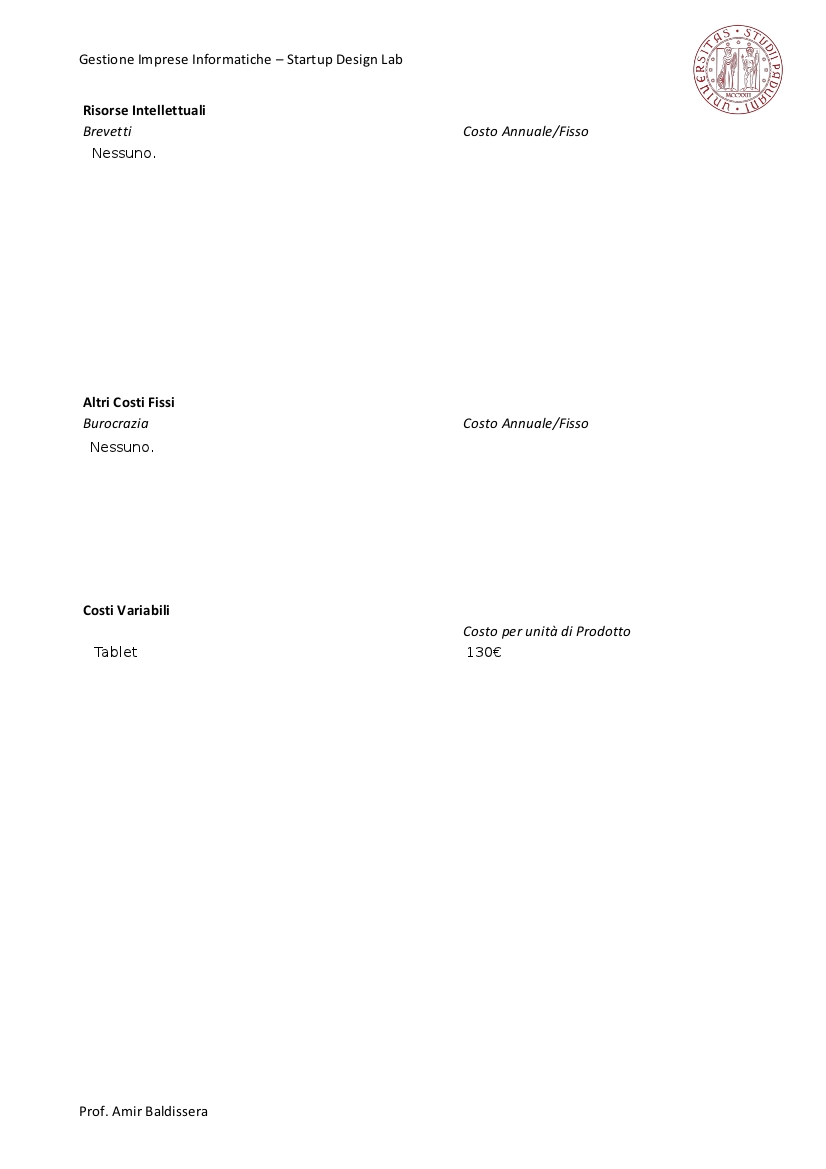 Gestione Imprese Informatiche – Startup Design Lab
UNIVERSITAS • STUDII PADUANI •
MCCXXII
Risorse Intellettuali
Brevetti Costo Annuale/Fisso
Nessuno.
Altri Costi Fissi
Burocrazia Costo Annuale/Fisso
Nessuno.
Costi Variabili
Costo per unità di Prodotto
Tablet 130€
Prof. Amir Baldissera